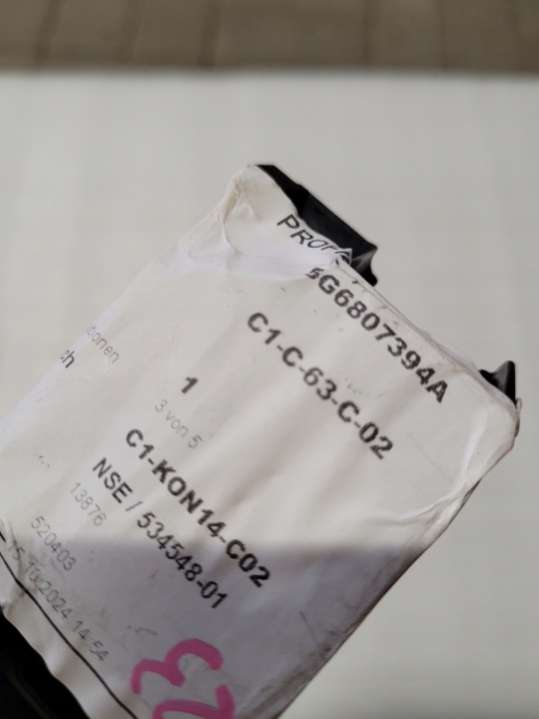 5G6807394A
C1-C-63-C-02
1
3 von 5
C1-KON14-C02
NSE / 534548-01
13876
520403
15.10.2024 14:54